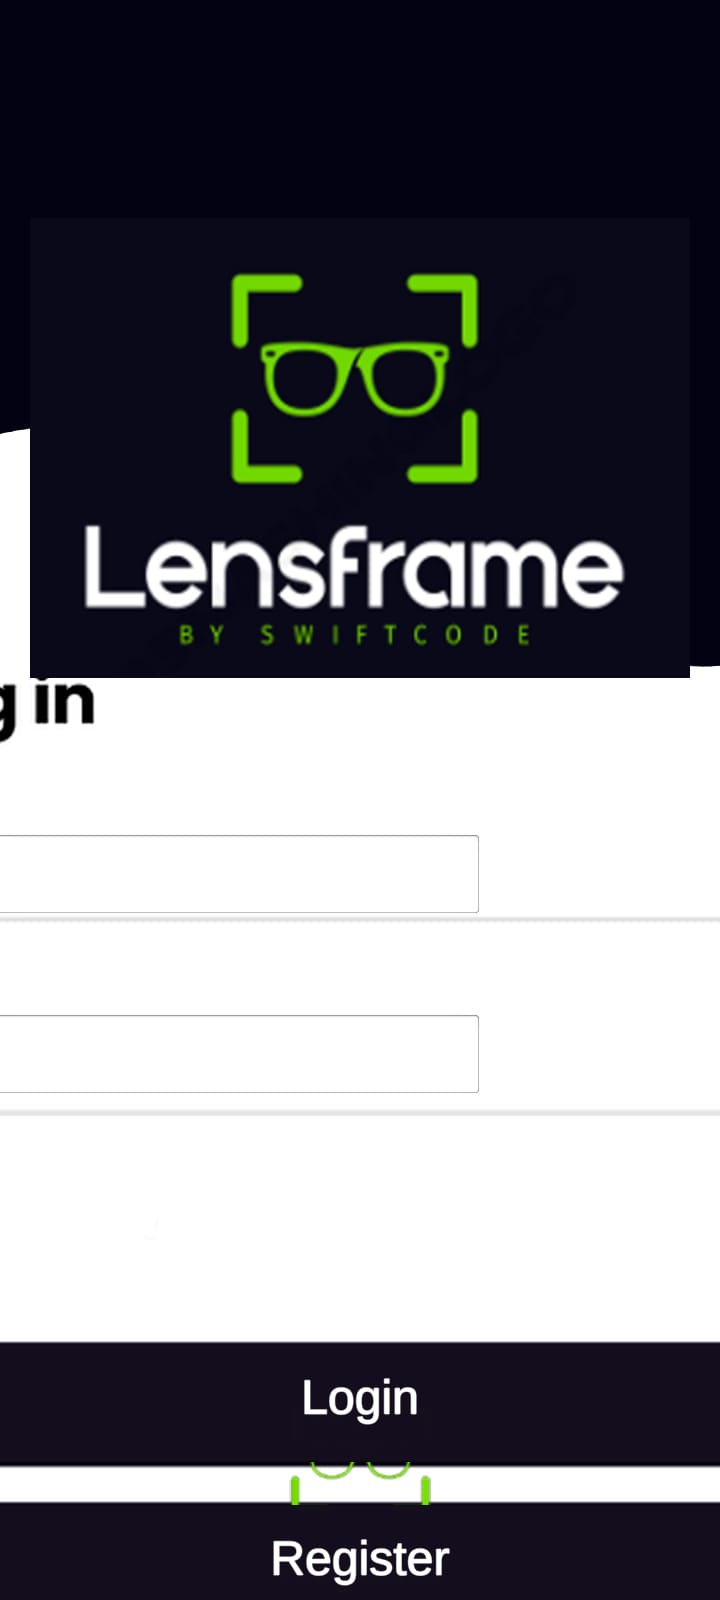 Lensframe
BY SWIFTCODE
g in
Login
Register